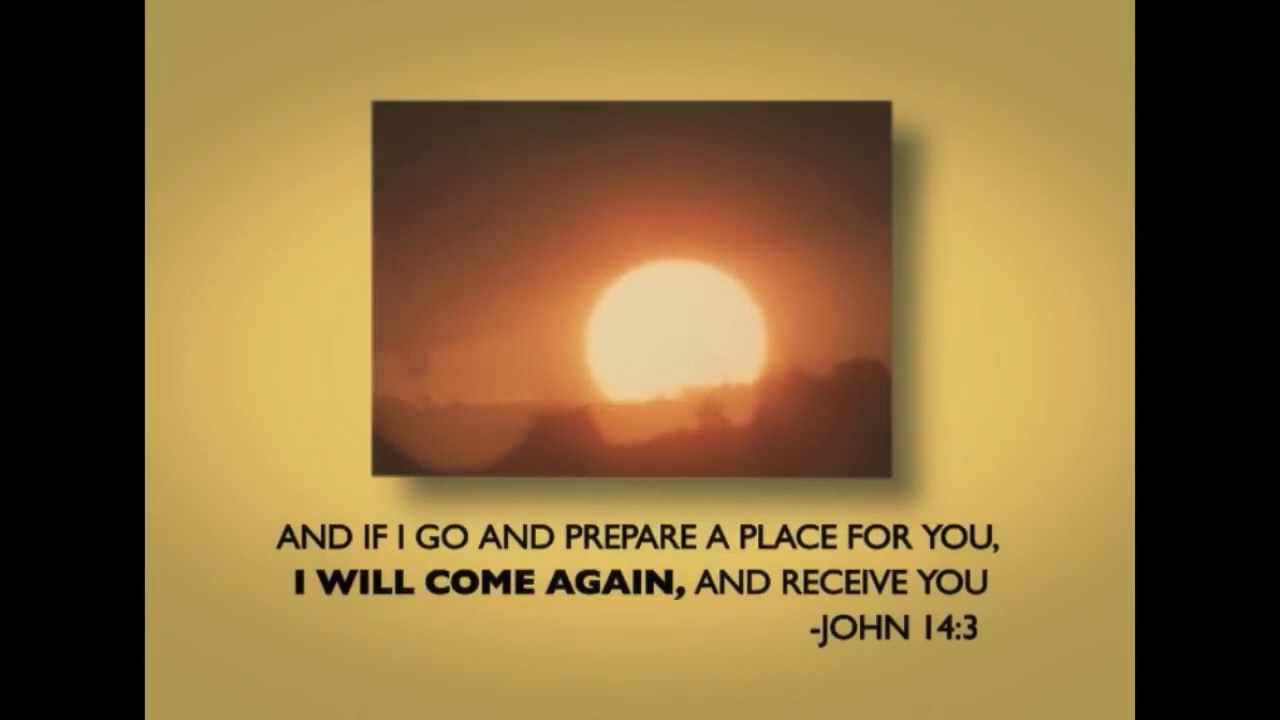 AND IF I GO AND PREPARE A PLACE FOR YOU,
I WILL COME AGAIN, AND RECEIVE YOU
-JOHN 14:3